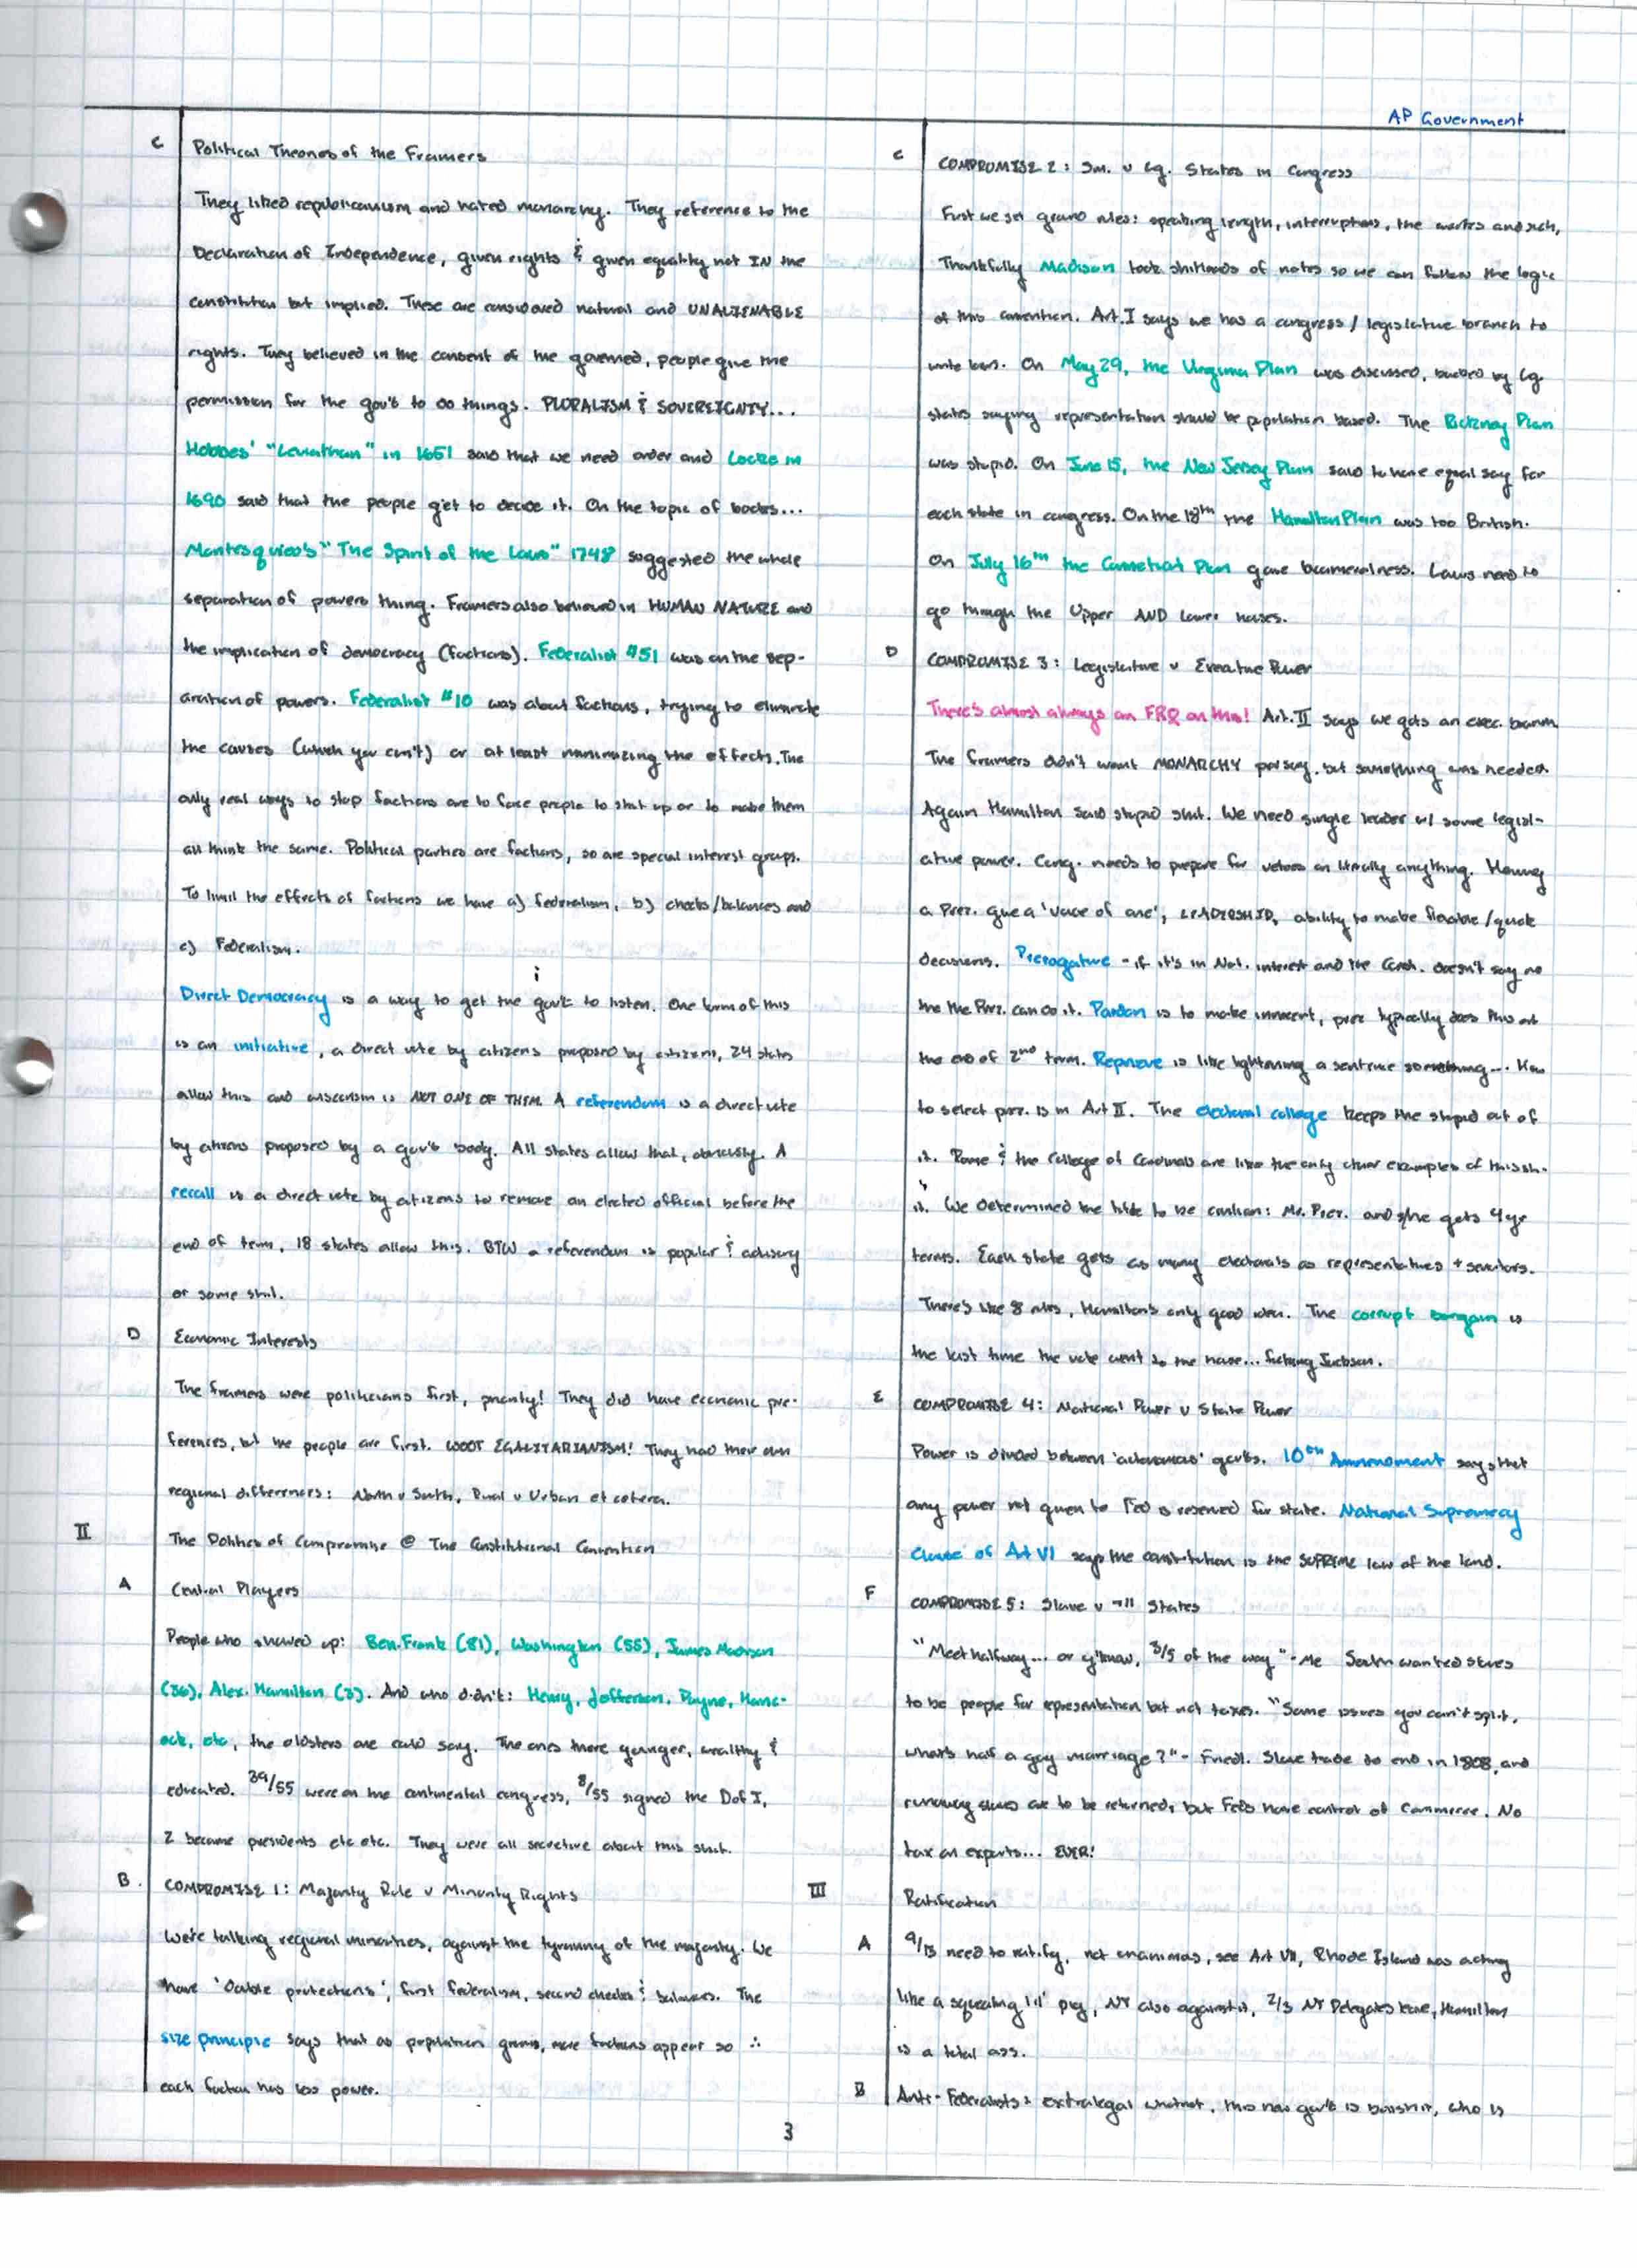 AP Government
C Political Theories of the Framers
They liked republicanism and hated monarchy. They reference to the
Declaration of Independence, given rights & given equality not IN the
constitution but implied. These are considered natural and UNALIENABLE
rights. They believed in the consent of the governed, people give the
permission for the gov't to do things. PLURALISM & SOVEREIGNTY...
Hobbes' "Leviathan" in 1651 said that we need order and Locke in
1690 said that the people get to decide it. On the topic of books...
Montesquieu's "The Spirit of the Laws" 1748 suggested the whole
separation of powers thing. Framers also believed in HUMAN NATURE and
the implication of democracy (factions). Federalist #51 was on the sep-
aration of powers. Federalist #10 was about factions, trying to eliminate
the causes (which you can't) or at least minimizing the effects. The
only real ways to stop factions are to force people to shut up or to make them
all think the same. Political parties are factions, so are special interest groups.
To limit the effects of factions we have a) federalism, b) checks/balances and
c) Federalism.
Direct Democracy is a way to get the gov't to listen. One form of this
is an initiative, a direct vote by citizens proposed by citizens, 24 states
allow this and wisconsin is NOT ONE OF THEM. A referendum is a direct vote
by citizens proposed by a gov't body. All states allow that, obviously. A
recall is a direct vote by citizens to remove an elected official before the
end of term, 18 states allow this. BTW a referendum is popular & advisory
or some shit.
D Economic Interests
The framers were politicians first, priority! They did have economic pre-
ferences, but the people are first. WOOT EGALITARIANISM! They had their own
regional differences: North v South, Rural v Urban et cetera.
II The Politics of Compromise @ The Constitutional Convention
A Central Players
People who showed up: Ben. Frank (81), Washington (55), James Madison
(36), Alex. Hamilton (3?). And who didn't: Henry, Jefferson, Payne, Hanc-
ock, etc, the oldsters one could say. The ones there younger, wealthy &
educated. 39/55 were on the continental congress, 8/55 signed the D of I,
2 became presidents etc etc. They were all secretive about this shit.
B. COMPROMISE 1: Majority Rule v Minority Rights
We're talking regional minorities, against the tyranny of the majority. We
have 'double protections', first federalism, second checks & balances. The
size principle says that as population grows, more factions appear so ∴
each faction has less power.
C COMPROMISE 2: Sm. v Lg. States in Congress
First we set ground rules: speaking length, interruptions, the works and such,
Thankfully Madison took shitloads of notes so we can follow the logic
of this convention. Art. I says we has a congress / legislative branch to
write laws. On May 29, the Virginia Plan was discussed, backed by lg
states saying representation should be population based. The Pickney Plan
was stupid. On June 15, the New Jersey Plan said to have equal say for
each state in congress. On the 18th the Hamilton Plan was too British.
On July 16th the Conneticut Plan gave bicameralness. Laws need to
go through the Upper AND Lower houses.
D COMPROMISE 3: Legislative v Executive Power
There's almost always an FRQ on this! Art. II says we gots an exec. branch
The framers didn't want MONARCHY persay, but something was needed.
Again Hamilton said stupid shit. We need single leader w/ some legisl-
ative power. Cong. needs to prepare for vetoes on literally anything. Having
a Prez. give a 'voice of one', LEADERSHIP, ability to make flexible/quick
decisions. Prerogative - if it's in Nat. interest and the Const. doesn't say no
the the Prez. can do it. Pardon is to make innocent, prez typically does this at
the end of 2nd term. Reprieve is like lightening a sentence something... How
to select prez. is in Art II. The electoral college keeps the stupid out of
it. Rome & the College of Cardinals are like the only other examples of this sh-
it. We determined the title to be civilian: Mr. Prez. and s/he gets 4yr
terms. Each state gets as many electorals as representatives + senators.
There's like 8 rules, Hamilton's only good idea. The corrupt bargain is
the last time the vote went to the house... fucking Jackson.
E COMPROMISE 4: National Power v State Power
Power is divided between 'autonomous' gov'ts. 10th Ammendment says that
any power not given to Fed is reserved for state. National Supremacy
Clause of Art VI says the constitution is the SUPREME law of the land.
F COMPROMISE 5: Slave v ¬11 States
"Meet halfway... or y'know, 3/5 of the way" - Me South wanted slaves
to be people for representation but not taxes. "Some issues you can't split,
what's half a gay marriage?" - Friedl. Slave trade to end in 1808, and
runaway slaves are to be returned, but Feds have control of Commerce. No
tax on exports... EVER!
III Ratification
A 9/13 need to ratify, not unanimous, see Art VII, Rhode Island was acting
like a squealing lil' pig, NY also against it, 2/3 NY Delegates leave, Hamilton
is a total ass.
B Anti-Federalists: extralegal whatnot, this new gov't is bullshit, who is
3